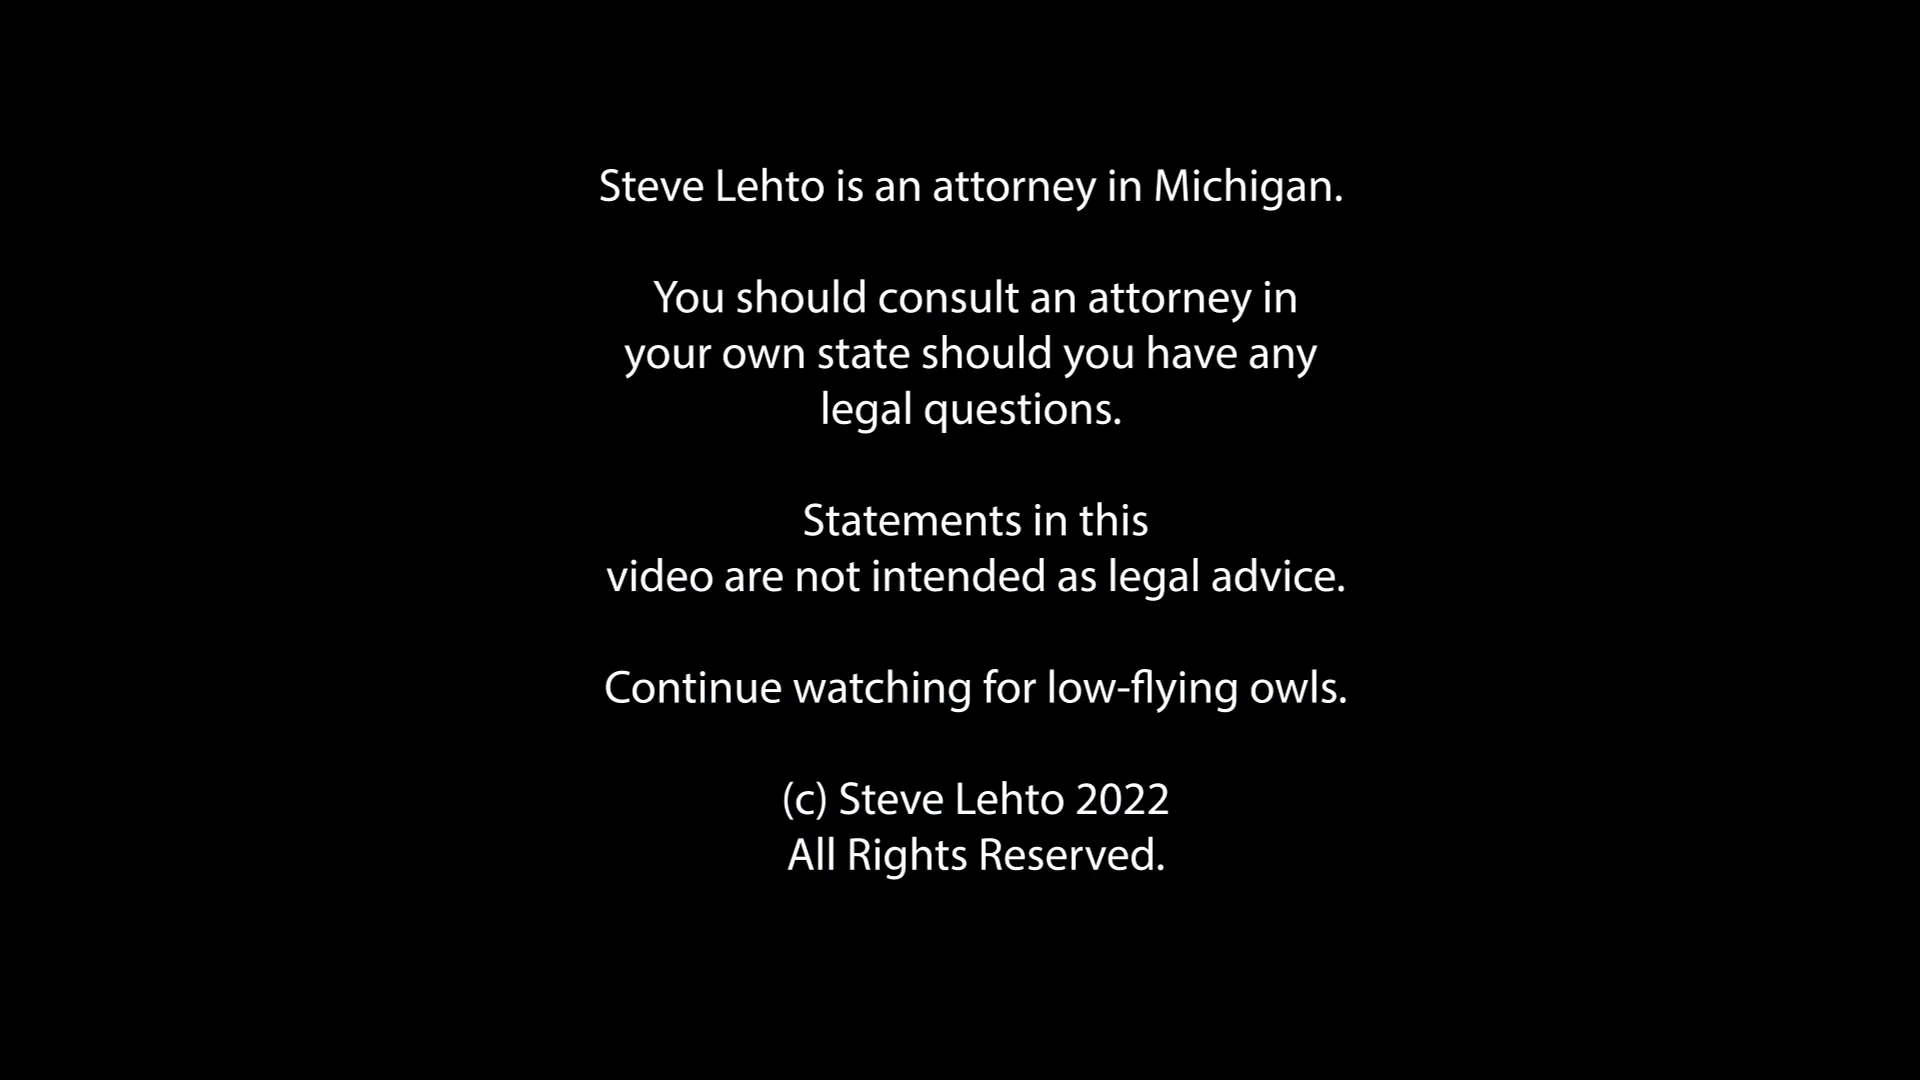 Steve Lehto is an attorney in Michigan.
You should consult an attorney in
your own state should you have any
legal questions.
Statements in this
video are not intended as legal advice.
Continue watching for low-flying owls.
(c) Steve Lehto 2022
All Rights Reserved.